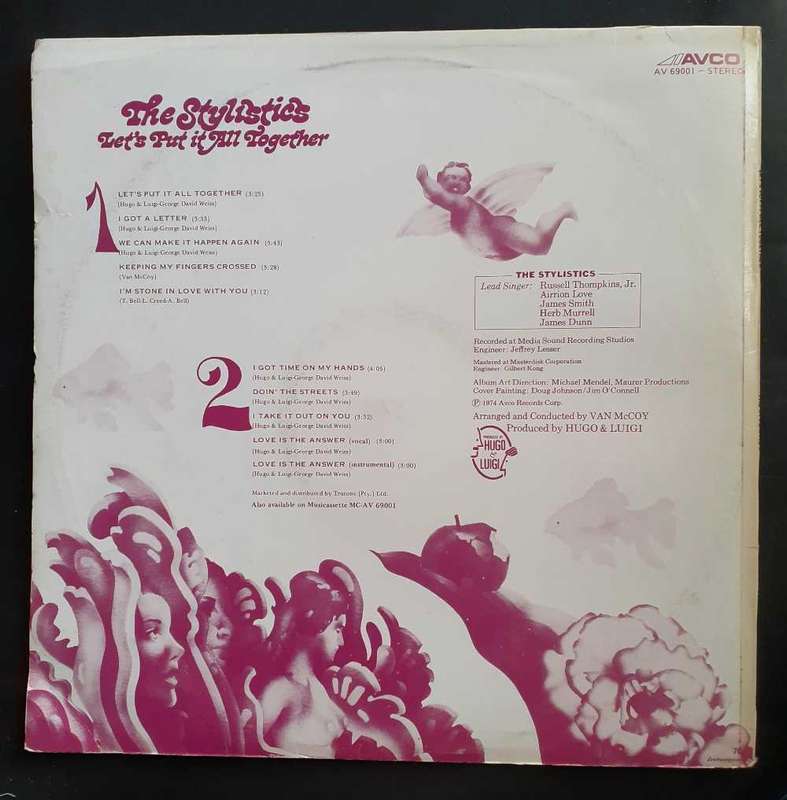 AVCO
AV 69001 - STEREO
The Stylistics
Let's Put it All Together
1
LET'S PUT IT ALL TOGETHER (3:25)
(Hugo & Luigi-George David Weiss)
I GOT A LETTER (5:33)
(Hugo & Luigi-George David Weiss)
WE CAN MAKE IT HAPPEN AGAIN (3:43)
(Hugo & Luigi-George David Weiss)
KEEPING MY FINGERS CROSSED (3:28)
(Van McCoy)
I'M STONE IN LOVE WITH YOU (3:12)
(T. Bell-L. Creed-A. Bell)
THE STYLISTICS
Lead Singer: Russell Thompkins, Jr.
Airrion Love
James Smith
Herb Murrell
James Dunn
Recorded at Media Sound Recording Studios
Engineer: Jeffrey Lesser
Mastered at Masterdisk Corporation
Engineer: Gilbert Kong
Album Art Direction: Michael Mendel, Maurer Productions
Cover Painting: Doug Johnson/Jim O'Connell
Ⓟ 1974 Avco Records Corp.
Arranged and Conducted by VAN McCOY
Produced by HUGO & LUIGI
PRODUCED BY
HUGO
&
LUIGI
2
I GOT TIME ON MY HANDS (4:05)
(Hugo & Luigi-George David Weiss)
DOIN' THE STREETS (3:49)
(Hugo & Luigi-George David Weiss)
I TAKE IT OUT ON YOU (3:32)
(Hugo & Luigi-George David Weiss)
LOVE IS THE ANSWER (vocal) (3:00)
(Hugo & Luigi-George David Weiss)
LOVE IS THE ANSWER (instrumental) (3:00)
(Hugo & Luigi-George David Weiss)
Marketed and distributed by Trutone (Pty.) Ltd.
Also available on Musicassette MC-AV 69001